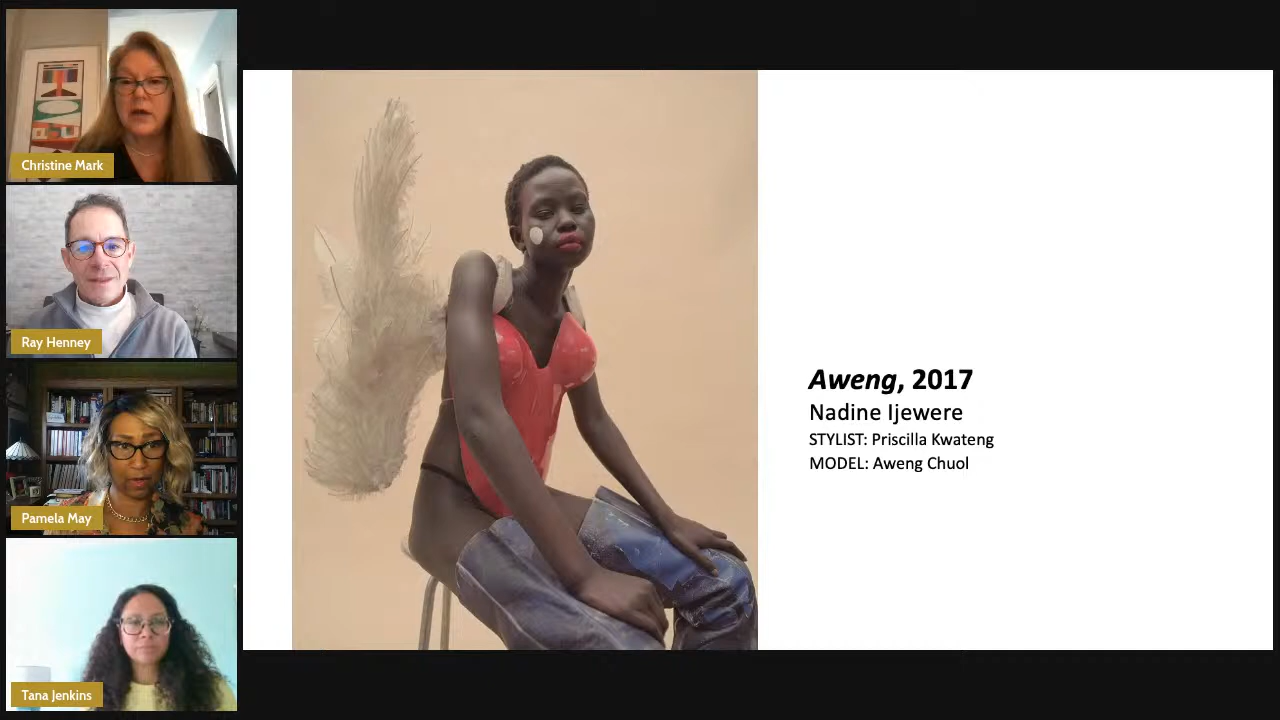 Christine Mark
Ray Henney
Pamela May
Tana Jenkins
Aweng, 2017
Nadine Ijewere
STYLIST: Priscilla Kwateng
MODEL: Aweng Chuol